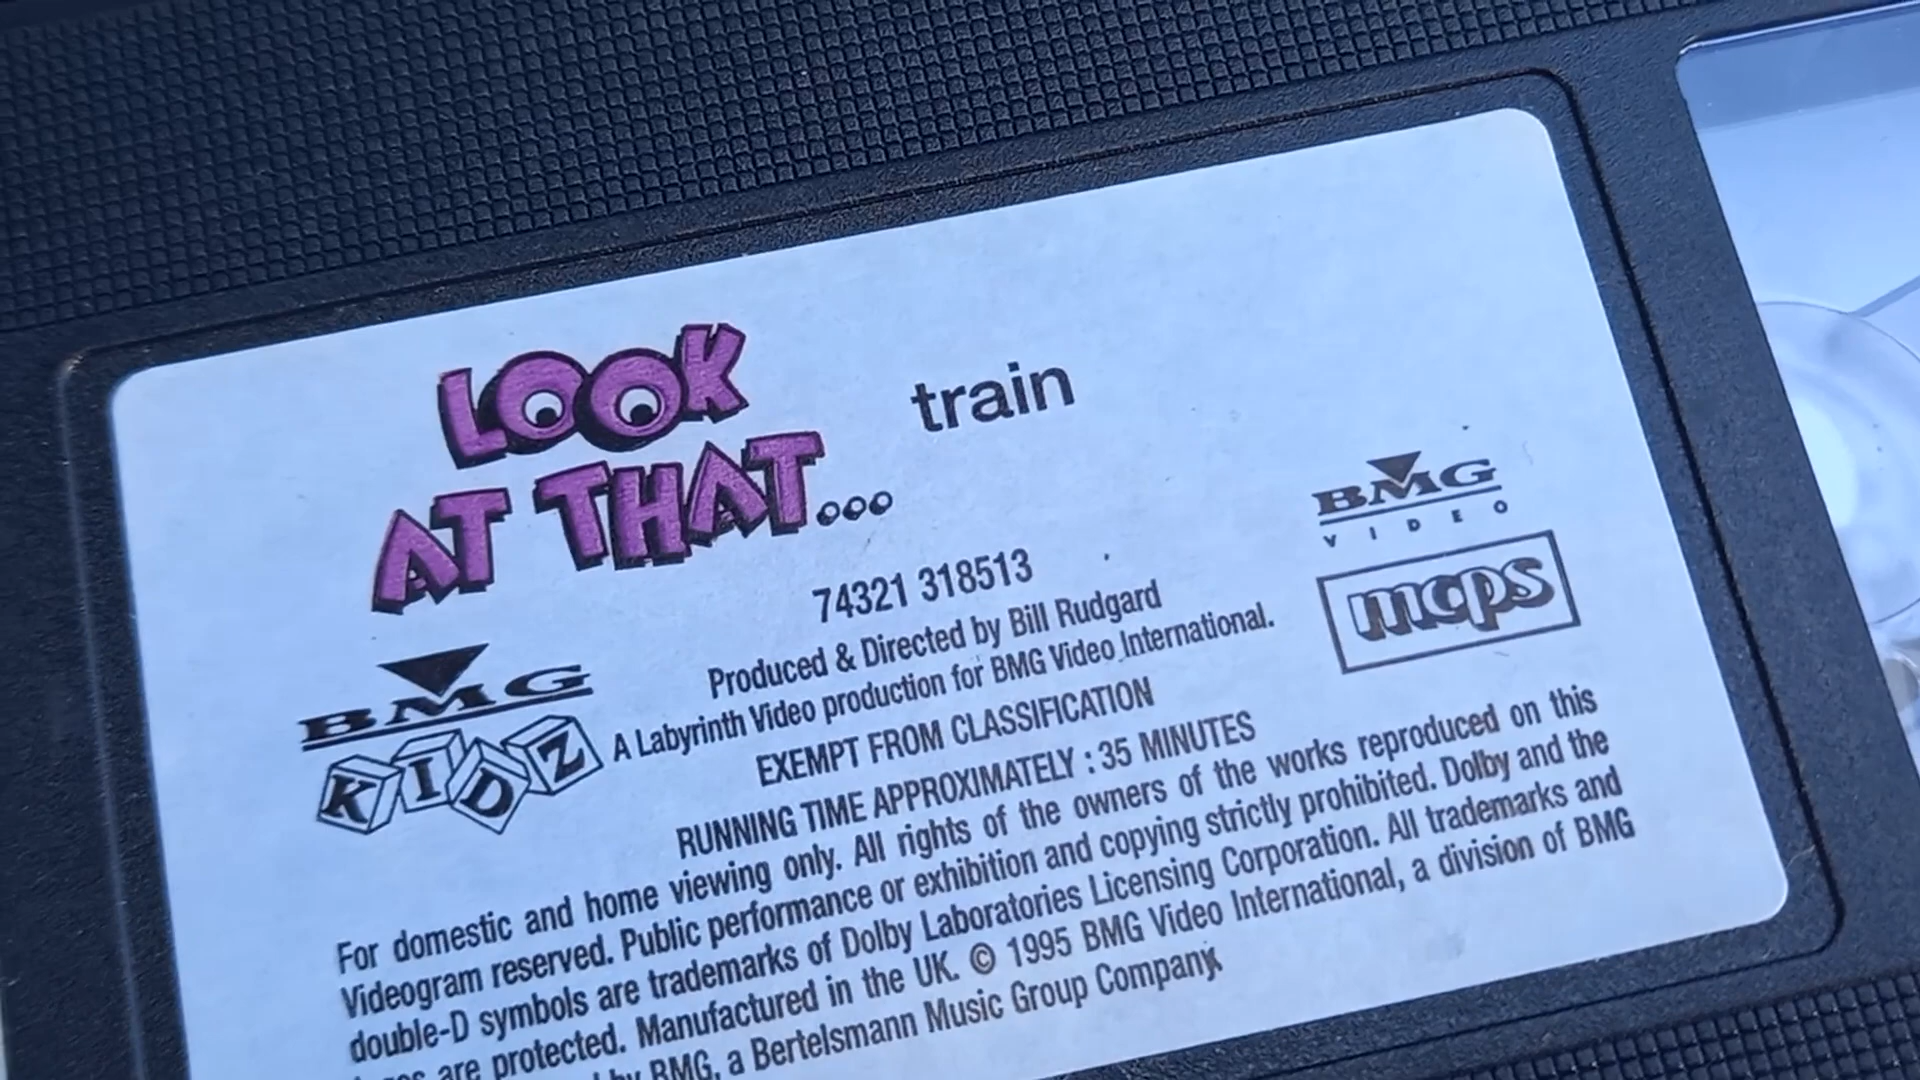 LOOK
AT THAT...
train
74321 318513
Produced & Directed by Bill Rudgard
A Labyrinth Video production for BMG Video International.
EXEMPT FROM CLASSIFICATION
RUNNING TIME APPROXIMATELY : 35 MINUTES
BMG
KIDZ
BMG
VIDEO
mcps
For domestic and home viewing only. All rights of the owners of the works reproduced on this
Videogram reserved. Public performance or exhibition and copying strictly prohibited. Dolby and the
double-D symbols are trademarks of Dolby Laboratories Licensing Corporation. All trademarks and
are protected. Manufactured in the UK. © 1995 BMG Video International, a division of BMG
by BMG, a Bertelsmann Music Group Company